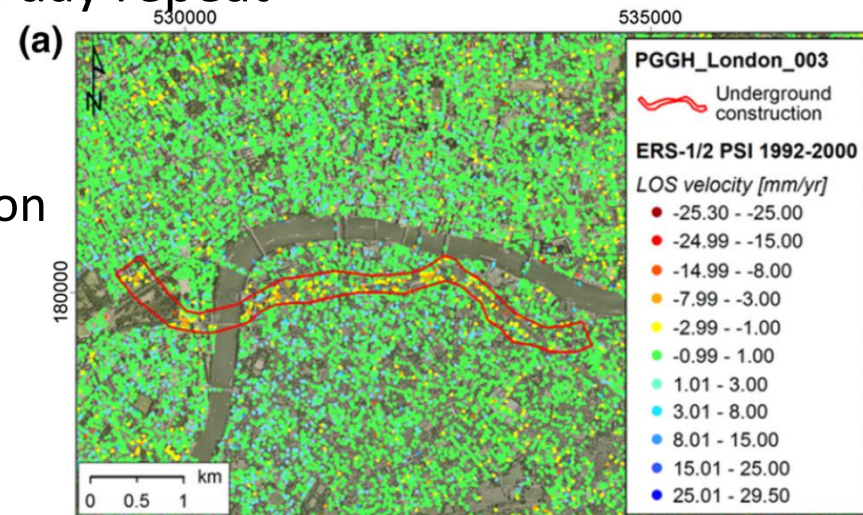 day repeat
on
(a)
530000
535000
180000
N
km
0 0.5 1
PGGH_London_003
Underground
construction
ERS-1/2 PSI 1992-2000
LOS velocity [mm/yr]
-25.30 - -25.00
-24.99 - -15.00
-14.99 - -8.00
-7.99 - -3.00
-2.99 - -1.00
-0.99 - 1.00
1.01 - 3.00
3.01 - 8.00
8.01 - 15.00
15.01 - 25.00
25.01 - 29.50